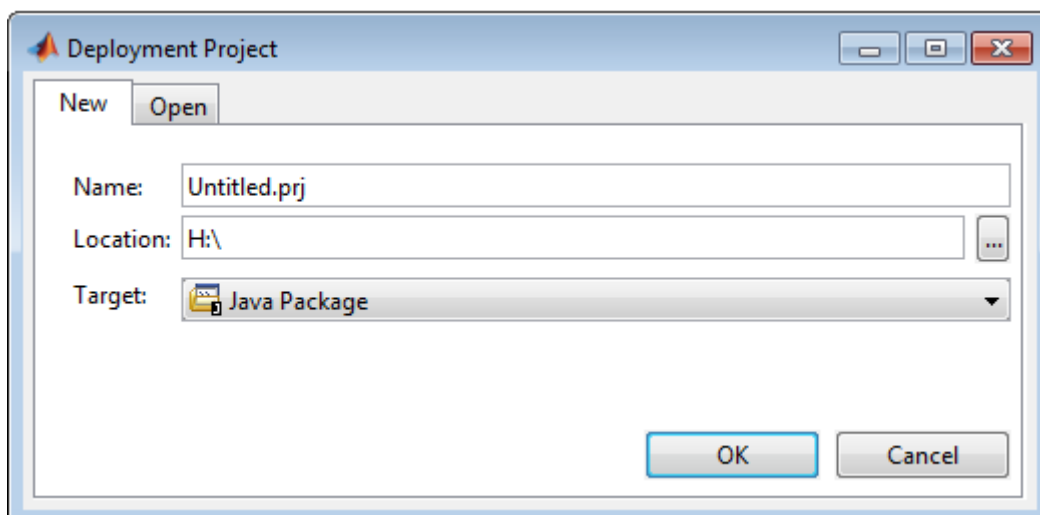 Deployment Project
New Open
Name: Untitled.prj
Location: H:\ ...
Target: Java Package
OK Cancel